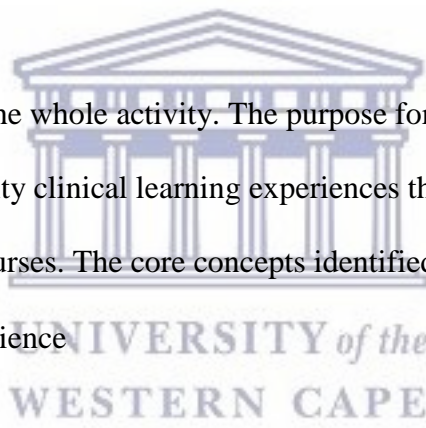 ne whole activity. The purpose for
ity clinical learning experiences th
urses. The core concepts identified
ience
UNIVERSITY of the
WESTERN CAPE